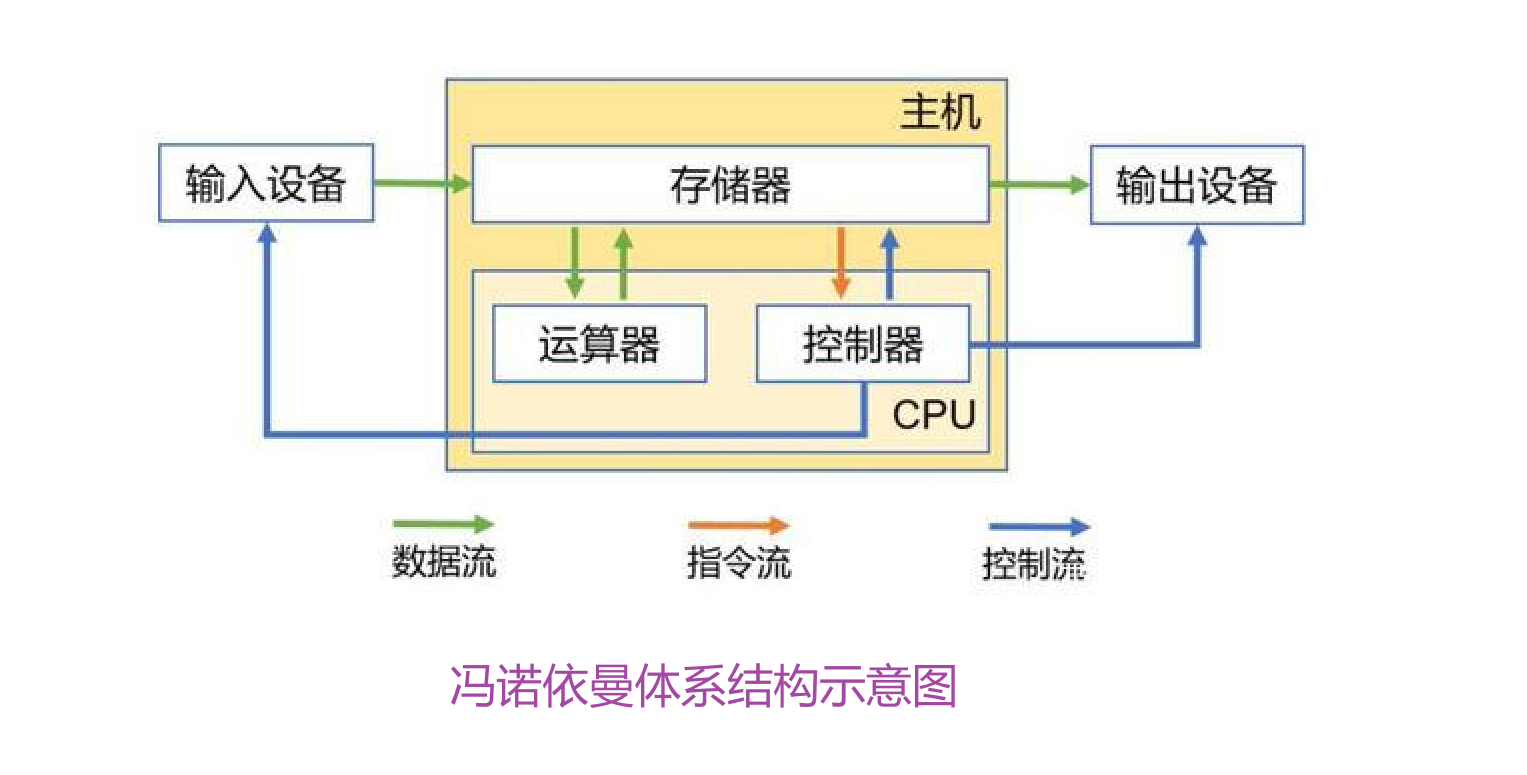 主机
输入设备
存储器
输出设备
运算器
控制器
CPU
数据流
指令流
控制流
冯诺依曼体系结构示意图